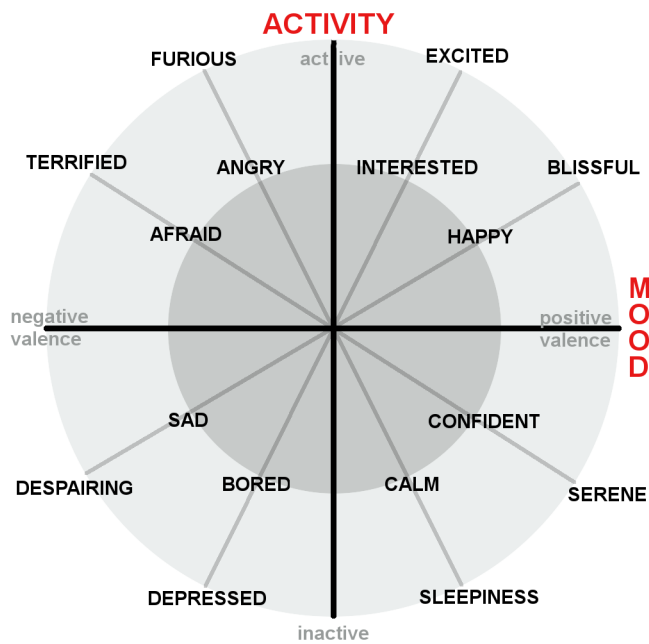 ACTIVITY
FURIOUS
active
EXCITED
TERRIFIED
ANGRY
INTERESTED
BLISSFUL
AFRAID
HAPPY
negative
valence
positive
valence
MOOD
SAD
CONFIDENT
DESPAIRING
BORED
CALM
SERENE
DEPRESSED
SLEEPINESS
inactive